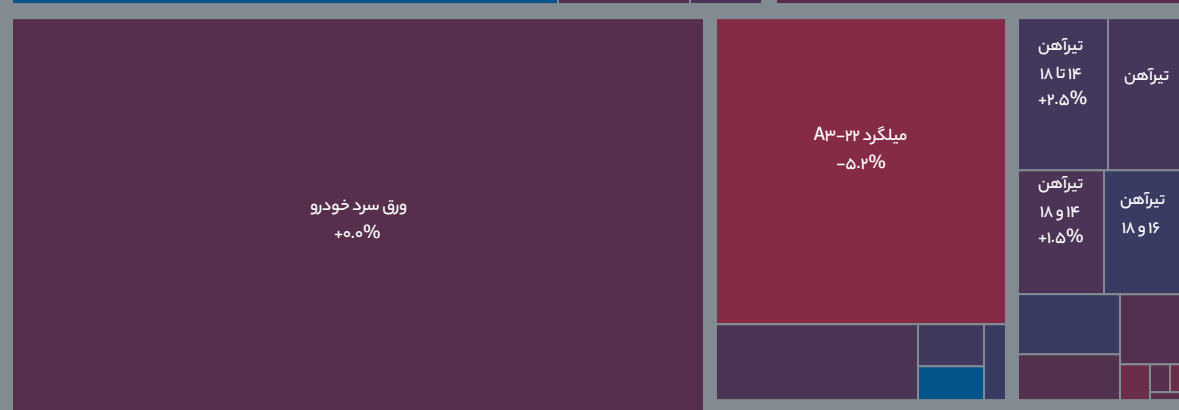 ورق سرد خودرو
+۰.۰%
میلگرد ۲۲-A۳
-۵.۲%
تیرآهن
۱۴ تا ۱۸
+۲.۵%
تیرآهن
تیرآهن
۱۴ و ۱۸
+۱.۵%
تیرآهن
۱۶ و ۱۸